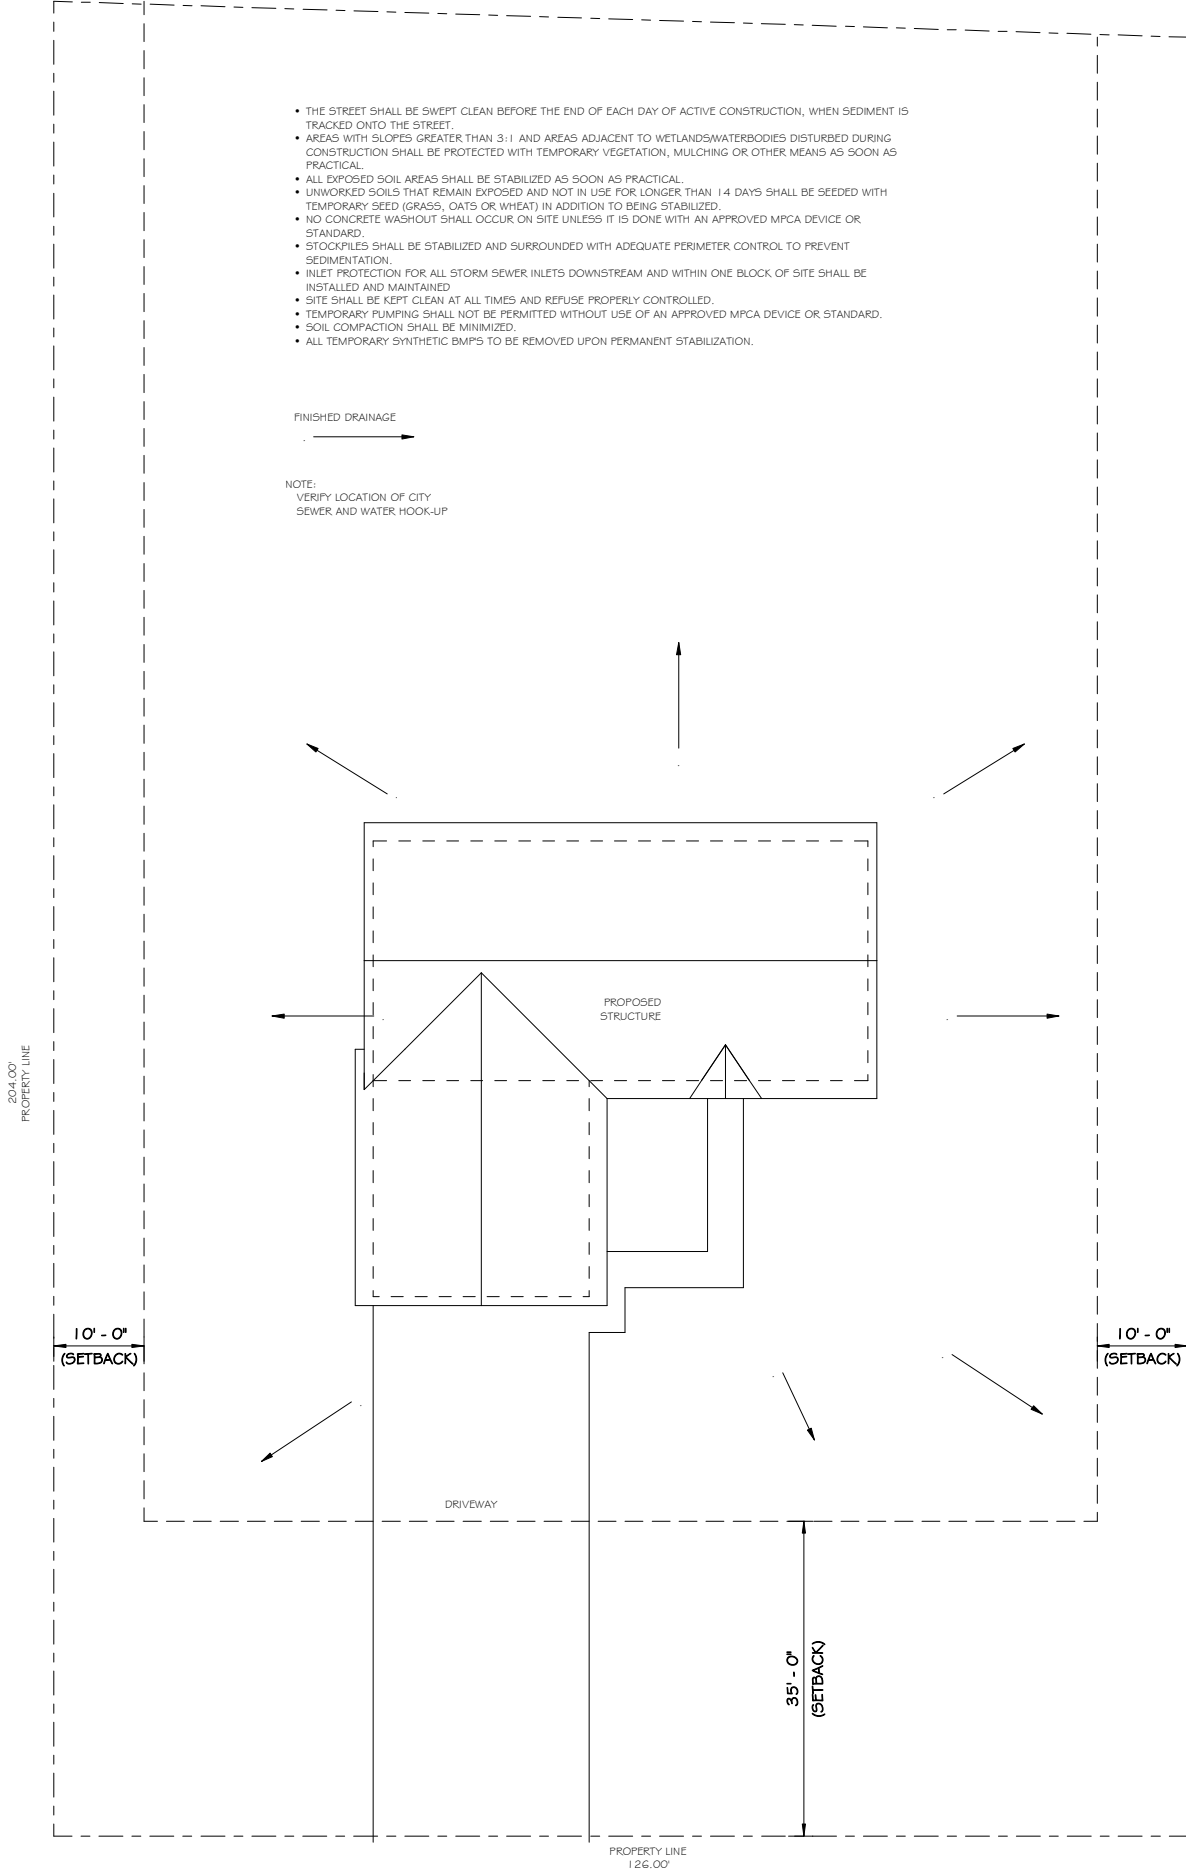 • THE STREET SHALL BE SWEPT CLEAN BEFORE THE END OF EACH DAY OF ACTIVE CONSTRUCTION, WHEN SEDIMENT IS
TRACKED ONTO THE STREET.
• AREAS WITH SLOPES GREATER THAN 3:1 AND AREAS ADJACENT TO WETLANDS/WATERBODIES DISTURBED DURING
CONSTRUCTION SHALL BE PROTECTED WITH TEMPORARY VEGETATION, MULCHING OR OTHER MEANS AS SOON AS
PRACTICAL.
• ALL EXPOSED SOIL AREAS SHALL BE STABILIZED AS SOON AS PRACTICAL.
• UNWORKED SOILS THAT REMAIN EXPOSED AND NOT IN USE FOR LONGER THAN 14 DAYS SHALL BE SEEDED WITH
TEMPORARY SEED (GRASS, OATS OR WHEAT) IN ADDITION TO BEING STABILIZED.
• NO CONCRETE WASHOUT SHALL OCCUR ON SITE UNLESS IT IS DONE WITH AN APPROVED MPCA DEVICE OR
STANDARD.
• STOCKPILES SHALL BE STABILIZED AND SURROUNDED WITH ADEQUATE PERIMETER CONTROL TO PREVENT
SEDIMENTATION.
• INLET PROTECTION FOR ALL STORM SEWER INLETS DOWNSTREAM AND WITHIN ONE BLOCK OF SITE SHALL BE
INSTALLED AND MAINTAINED
• SITE SHALL BE KEPT CLEAN AT ALL TIMES AND REFUSE PROPERLY CONTROLLED.
• TEMPORARY PUMPING SHALL NOT BE PERMITTED WITHOUT USE OF AN APPROVED MPCA DEVICE OR STANDARD.
• SOIL COMPACTION SHALL BE MINIMIZED.
• ALL TEMPORARY SYNTHETIC BMP'S TO BE REMOVED UPON PERMANENT STABILIZATION.
FINISHED DRAINAGE
NOTE:
VERIFY LOCATION OF CITY
SEWER AND WATER HOOK-UP
PROPOSED
STRUCTURE
204.00'
PROPERTY LINE
10' - 0"
(SETBACK)
10' - 0"
(SETBACK)
DRIVEWAY
35' - 0"
(SETBACK)
PROPERTY LINE
126.00'